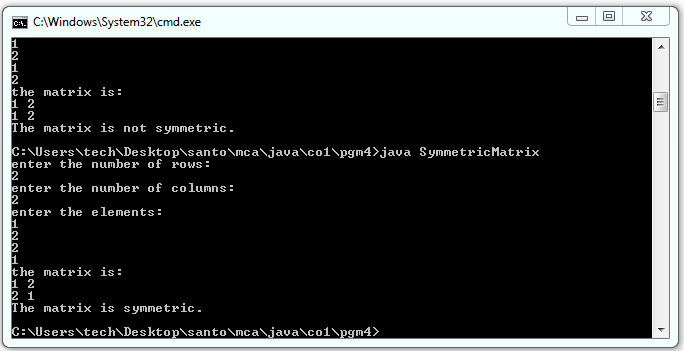 C:\Windows\System32\cmd.exe
1
2
1
2
the matrix is:
1 2
1 2
The matrix is not symmetric.
C:\Users\tech\Desktop\santo\mca\java\co1\pgm4>java SymmetricMatrix
enter the number of rows:
2
enter the number of columns:
2
enter the elements:
1
2
2
1
the matrix is:
1 2
2 1
The matrix is symmetric.
C:\Users\tech\Desktop\santo\mca\java\co1\pgm4>